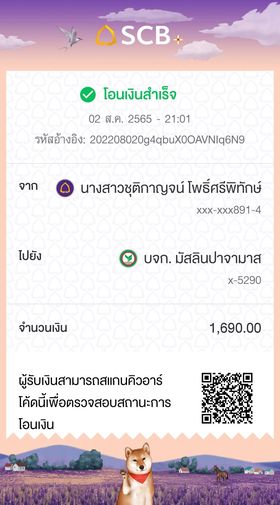 SCB
โอนเงินสำเร็จ
02 ส.ค. 2565 - 21:01
รหัสอ้างอิง: 202208020g4qbuX0OAVNIq6N9
จาก นางสาวชุติกาญจน์ โพธิ์ศรีพิทักษ์
xxx-xxx891-4
ไปยัง บจก. มัสลินปาจามาส
x-5290
จำนวนเงิน 1,690.00
ผู้รับเงินสามารถสแกนคิวอาร์
โค้ดนี้เพื่อตรวจสอบสถานะการ
โอนเงิน